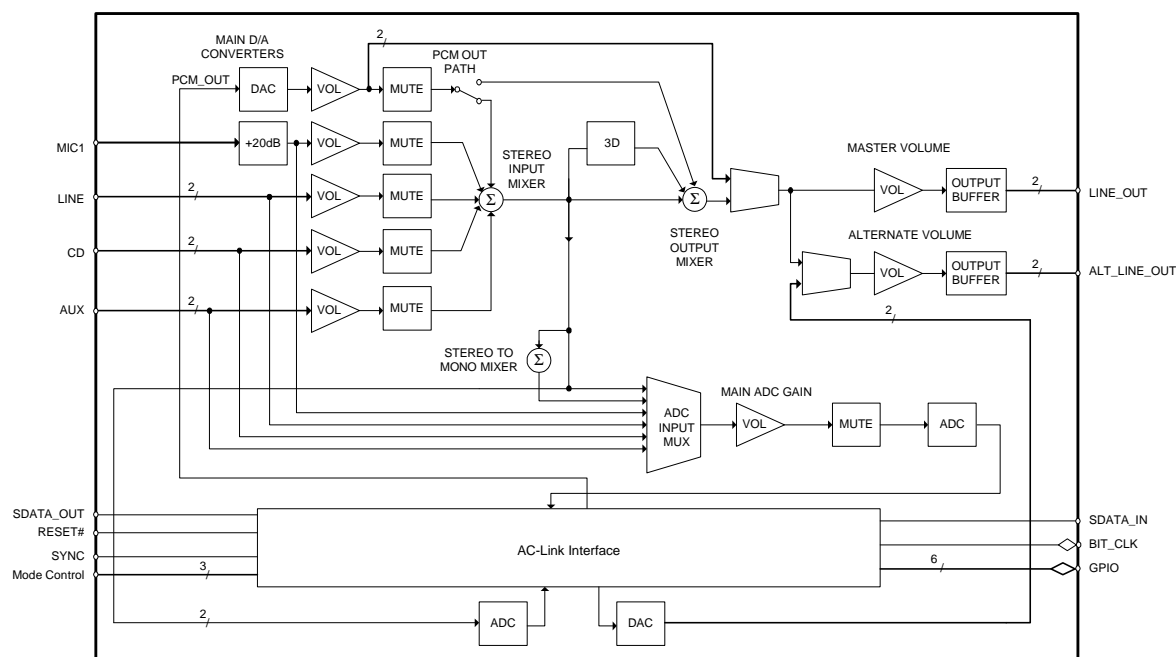 MAIN D/A
CONVERTERS
2
PCM OUT
PATH
PCM_OUT
DAC
VOL
MUTE
MIC1
+20dB
VOL
MUTE
STEREO
INPUT
MIXER
3D
MASTER VOLUME
LINE
2
VOL
MUTE
Σ
Σ
VOL
OUTPUT
BUFFER
2
LINE_OUT
STEREO
OUTPUT
MIXER
ALTERNATE VOLUME
CD
2
VOL
MUTE
VOL
OUTPUT
BUFFER
2
ALT_LINE_OUT
AUX
2
VOL
MUTE
2
STEREO TO
MONO MIXER
Σ
MAIN ADC GAIN
ADC
INPUT
MUX
VOL
MUTE
ADC
SDATA_OUT
RESET#
SYNC
Mode Control
3
AC-Link Interface
SDATA_IN
BIT_CLK
6
GPIO
2
ADC
DAC